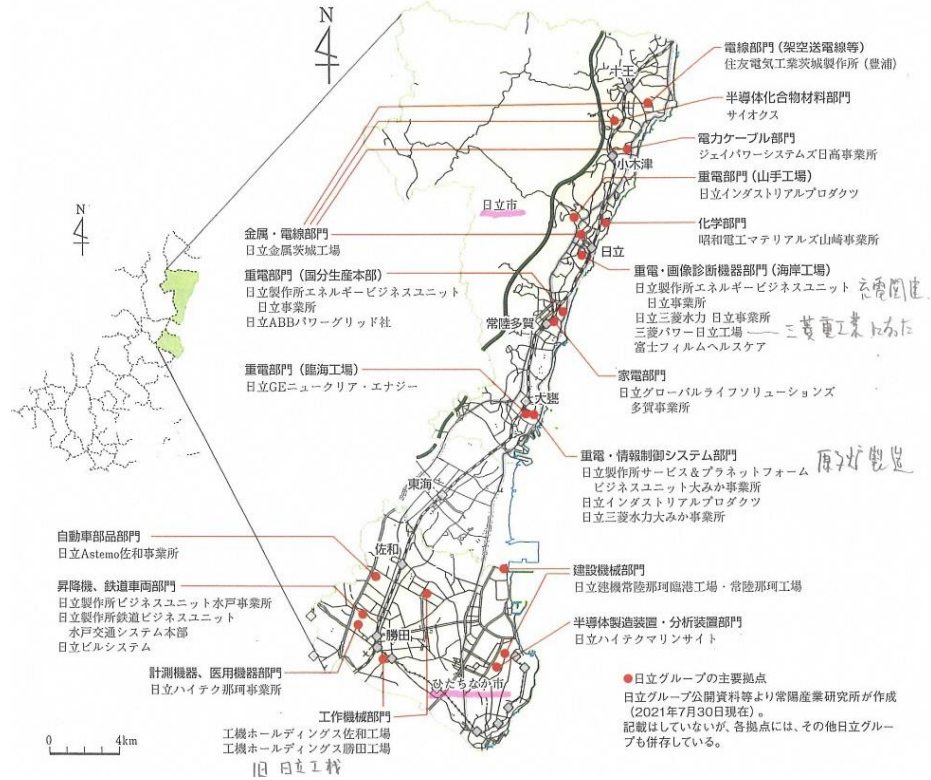 N
電線部門（架空送電線等）
住友電気工業茨城製作所（豊浦）
半導体化合物材料部門
サイオクス
電力ケーブル部門
ジェイパワーシステムズ日高事業所
重電部門（山手工場）
日立インダストリアルプロダクツ
化学部門
昭和電工マテリアルズ山崎事業所
重電・画像診断機器部門（海岸工場）
日立製作所エネルギービジネスユニット
日立事業所
日立三菱水力 日立事業所
三菱パワー日立工場
三菱重工業になった
富士フィルムヘルスケア
家電部門
日立グローバルライフソリューションズ
多賀事業所
重電・情報制御システム部門
日立製作所サービス＆プラネットフォーム
ビジネスユニット大みか事業所
日立インダストリアルプロダクツ
日立三菱水力大みか事業所
原子炉製造
建設機械部門
日立建機常陸那珂臨港工場・常陸那珂工場
半導体製造装置・分析装置部門
日立ハイテクマリンサイト
N
十王
小木津
日立市
日立
常陸多賀
大甕
東海
佐和
勝田
ひたちなか市
金属・電線部門
日立金属茨城工場
重電部門（国分生産本部）
日立製作所エネルギービジネスユニット
日立事業所
日立ABBパワーグリッド社
重電部門（臨海工場）
日立GEニュークリア・エナジー
自動車部品部門
日立Astemo佐和事業所
昇降機、鉄道車両部門
日立製作所ビジネスユニット水戸事業所
日立製作所鉄道ビジネスユニット
水戸交通システム本部
日立ビルシステム
計測機器、医用機器部門
日立ハイテク那珂事業所
工作機械部門
工機ホールディングス佐和工場
工機ホールディングス勝田工場
旧 日立工機
0 4km
●日立グループの主要拠点
日立グループ公開資料等より常陽産業研究所が作成
（2021年7月30日現在）。
記載はしていないが、各拠点には、その他日立グルー
プも併存している。